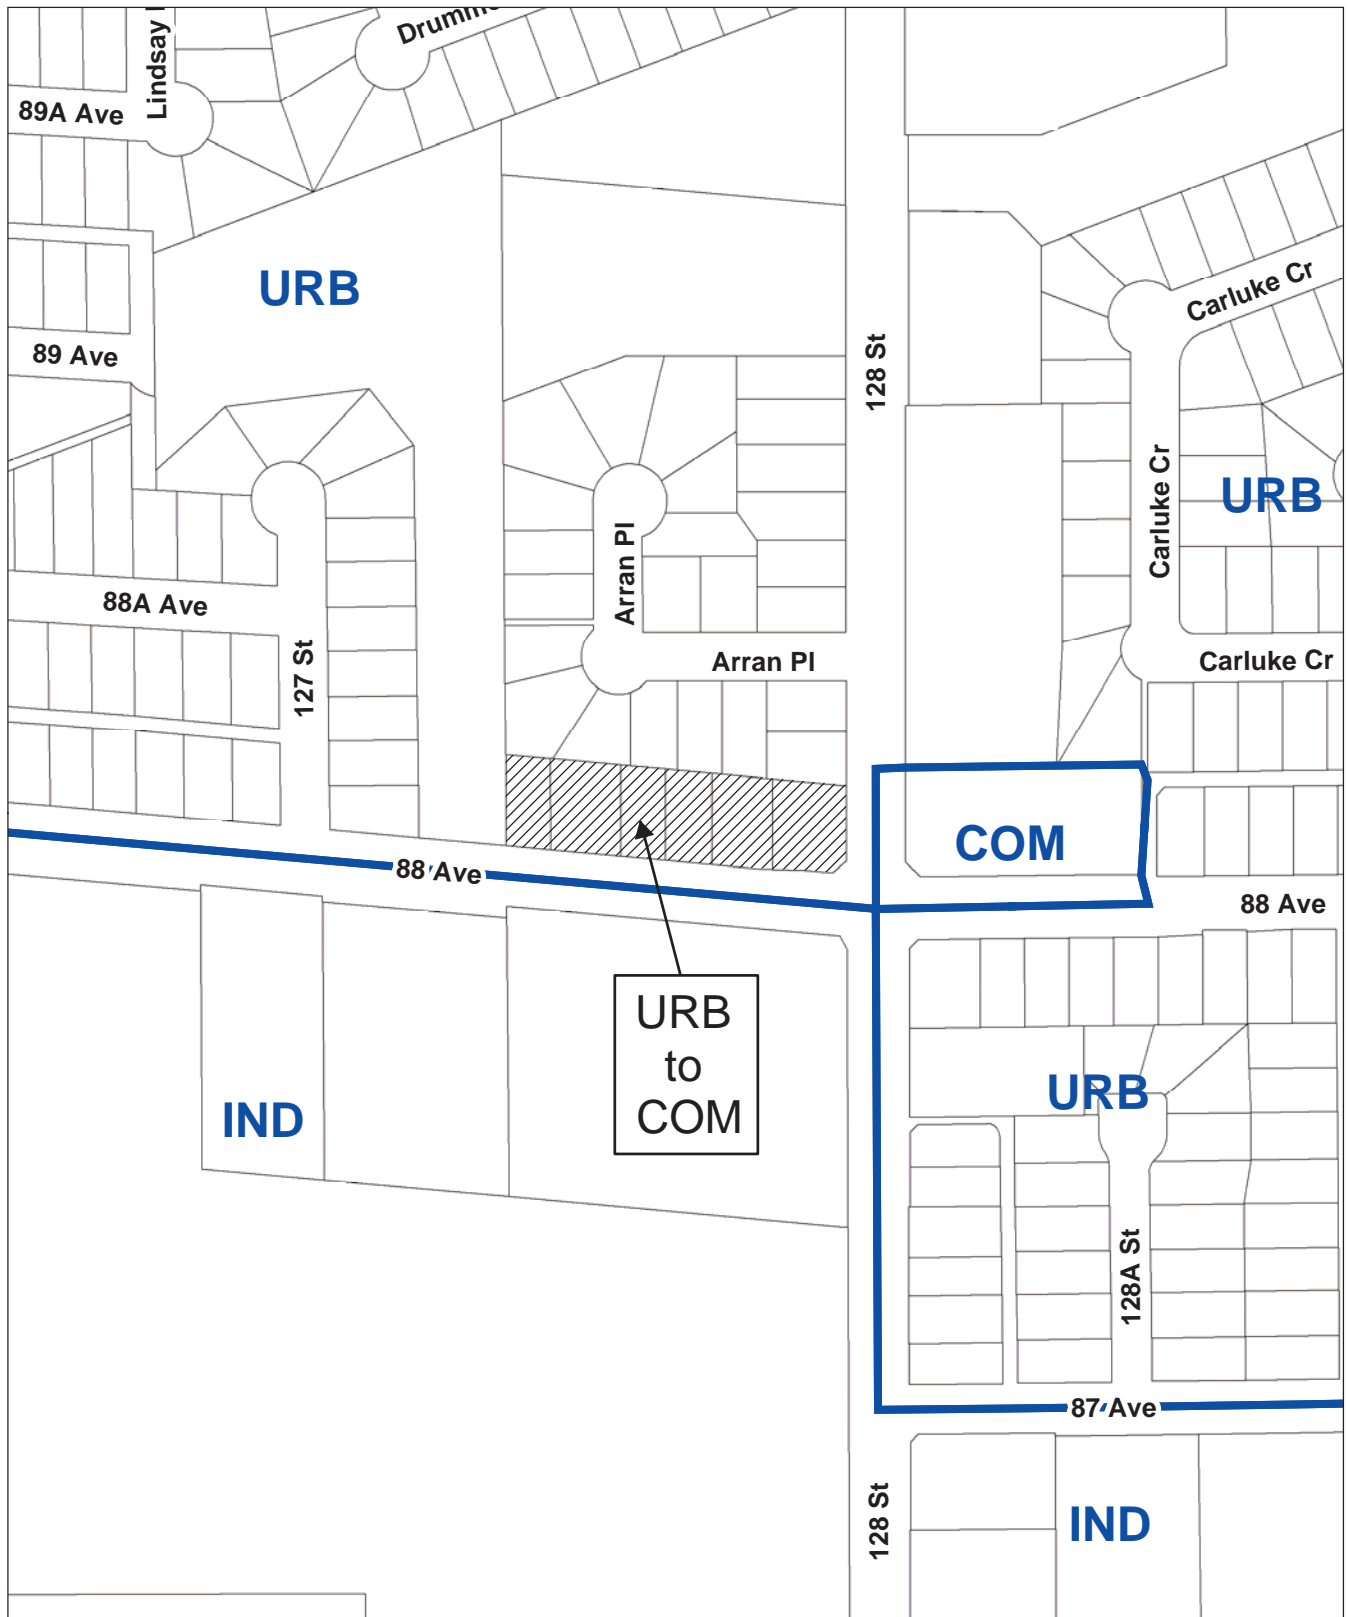 Lindsay
Drumm
89A Ave
URB
Carluke Cr
89 Ave
128 St
Carluke Cr
URB
Arran Pl
88A Ave
127 St
Arran Pl
Carluke Cr
COM
88 Ave
88 Ave
URB
to
COM
IND
URB
128A St
87 Ave
128 St
IND